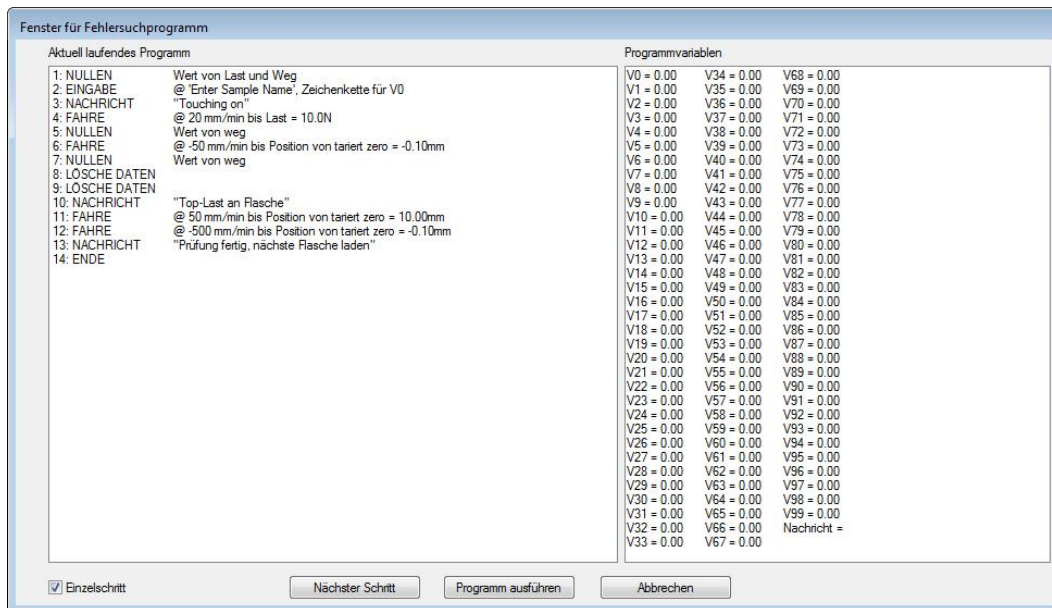 Fenster für Fehlersuchprogramm
Aktuell laufendes Programm
1: NULLEN Wert von Last und Weg
2: EINGABE @ 'Enter Sample Name', Zeichenkette für V0
3: NACHRICHT "Touching on"
4: FAHRE @ 20 mm/min bis Last = 10.0N
5: NULLEN Wert von weg
6: FAHRE @ -50 mm/min bis Position von tariert zero = -0.10mm
7: NULLEN Wert von weg
8: LÖSCHE DATEN
9: LÖSCHE DATEN
10: NACHRICHT "Top-Last an Flasche"
11: FAHRE @ 50 mm/min bis Position von tariert zero = 10.00mm
12: FAHRE @ -500 mm/min bis Position von tariert zero = -0.10mm
13: NACHRICHT "Prüfung fertig, nächste Flasche laden"
14: ENDE
Programmvariablen
V0 = 0.00 V34 = 0.00 V68 = 0.00
V1 = 0.00 V35 = 0.00 V69 = 0.00
V2 = 0.00 V36 = 0.00 V70 = 0.00
V3 = 0.00 V37 = 0.00 V71 = 0.00
V4 = 0.00 V38 = 0.00 V72 = 0.00
V5 = 0.00 V39 = 0.00 V73 = 0.00
V6 = 0.00 V40 = 0.00 V74 = 0.00
V7 = 0.00 V41 = 0.00 V75 = 0.00
V8 = 0.00 V42 = 0.00 V76 = 0.00
V9 = 0.00 V43 = 0.00 V77 = 0.00
V10 = 0.00 V44 = 0.00 V78 = 0.00
V11 = 0.00 V45 = 0.00 V79 = 0.00
V12 = 0.00 V46 = 0.00 V80 = 0.00
V13 = 0.00 V47 = 0.00 V81 = 0.00
V14 = 0.00 V48 = 0.00 V82 = 0.00
V15 = 0.00 V49 = 0.00 V83 = 0.00
V16 = 0.00 V50 = 0.00 V84 = 0.00
V17 = 0.00 V51 = 0.00 V85 = 0.00
V18 = 0.00 V52 = 0.00 V86 = 0.00
V19 = 0.00 V53 = 0.00 V87 = 0.00
V20 = 0.00 V54 = 0.00 V88 = 0.00
V21 = 0.00 V55 = 0.00 V89 = 0.00
V22 = 0.00 V56 = 0.00 V90 = 0.00
V23 = 0.00 V57 = 0.00 V91 = 0.00
V24 = 0.00 V58 = 0.00 V92 = 0.00
V25 = 0.00 V59 = 0.00 V93 = 0.00
V26 = 0.00 V60 = 0.00 V94 = 0.00
V27 = 0.00 V61 = 0.00 V95 = 0.00
V28 = 0.00 V62 = 0.00 V96 = 0.00
V29 = 0.00 V63 = 0.00 V97 = 0.00
V30 = 0.00 V64 = 0.00 V98 = 0.00
V31 = 0.00 V65 = 0.00 V99 = 0.00
V32 = 0.00 V66 = 0.00 Nachricht =
V33 = 0.00 V67 = 0.00
Einzelschritt Nächster Schritt Programm ausführen Abbrechen